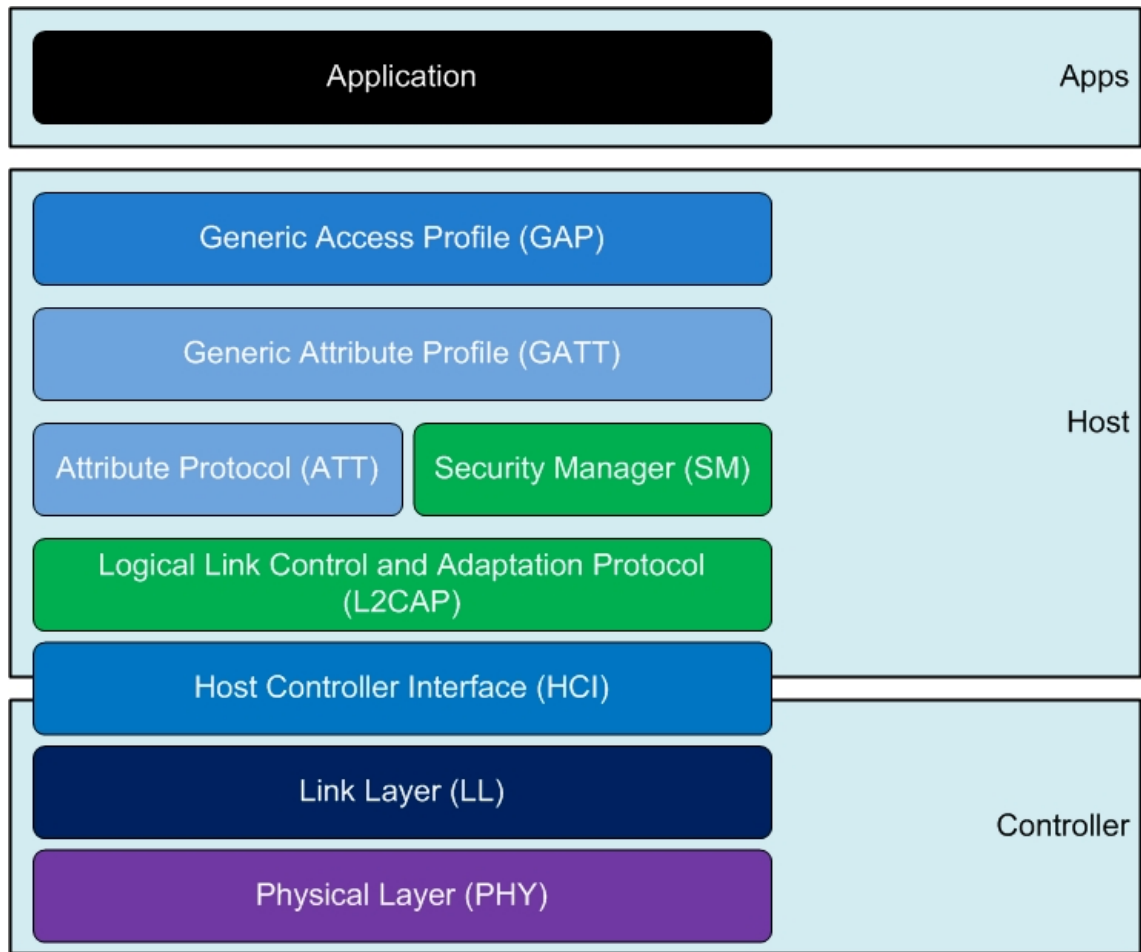 Application
Apps
Generic Access Profile (GAP)
Generic Attribute Profile (GATT)
Host
Attribute Protocol (ATT)
Security Manager (SM)
Logical Link Control and Adaptation Protocol
(L2CAP)
Host Controller Interface (HCI)
Link Layer (LL)
Controller
Physical Layer (PHY)